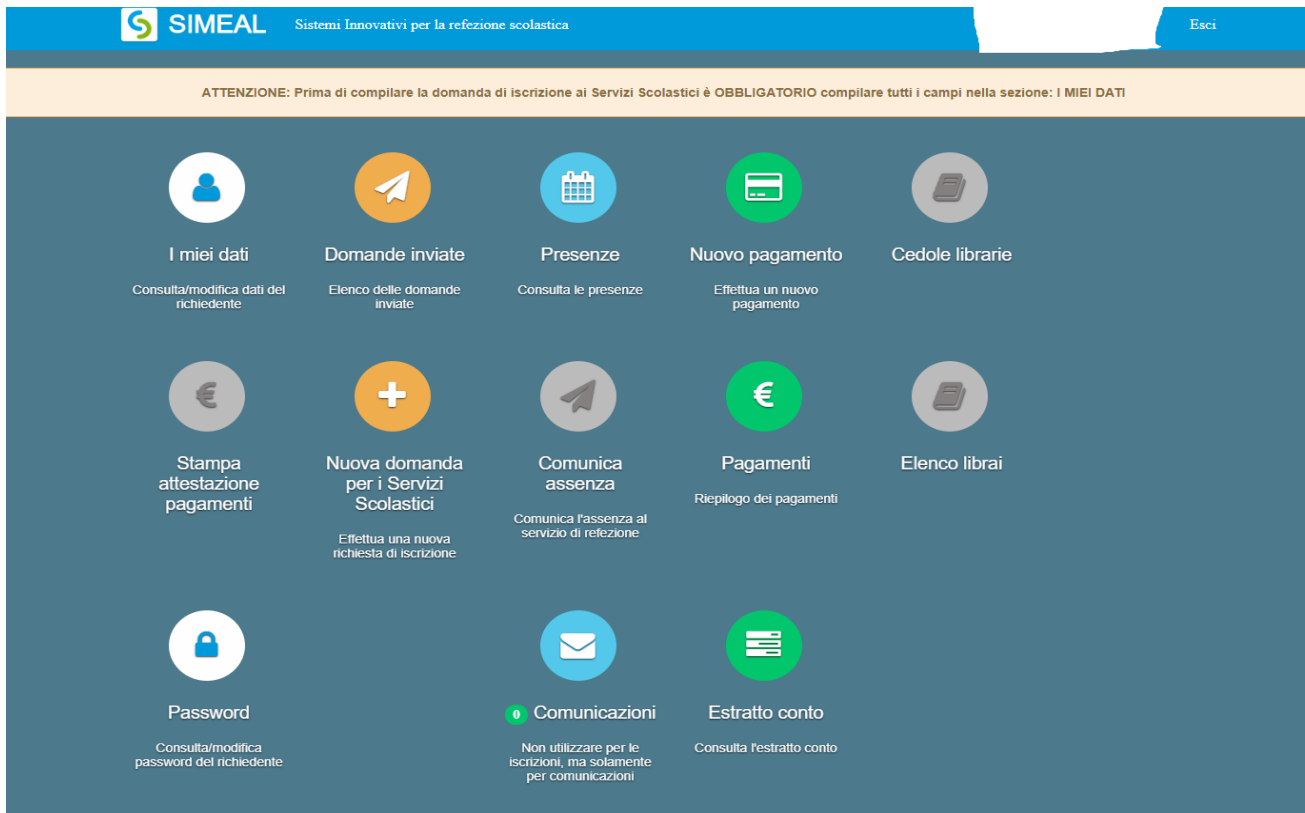 SIMEAL Sistemi Innovativi per la refezione scolastica Esci
ATTENZIONE: Prima di compilare la domanda di iscrizione ai Servizi Scolastici è OBBLIGATORIO compilare tutti i campi nella sezione: I MIEI DATI
I miei dati
Consulta/modifica dati del
richiedente
Domande inviate
Elenco delle domande
inviate
Presenze
Consulta le presenze
Nuovo pagamento
Effettua un nuovo
pagamento
Cedole librarie
€
Stampa
attestazione
pagamenti
Nuova domanda
per i Servizi
Scolastici
Effettua una nuova
richiesta di iscrizione
Comunica
assenza
Comunica l'assenza al
servizio di refezione
€
Pagamenti
Riepilogo dei pagamenti
Elenco librai
Password
Consulta/modifica
password del richiedente
0 Comunicazioni
Non utilizzare per le
iscrizioni, ma solamente
per comunicazioni
Estratto conto
Consulta l'estratto conto